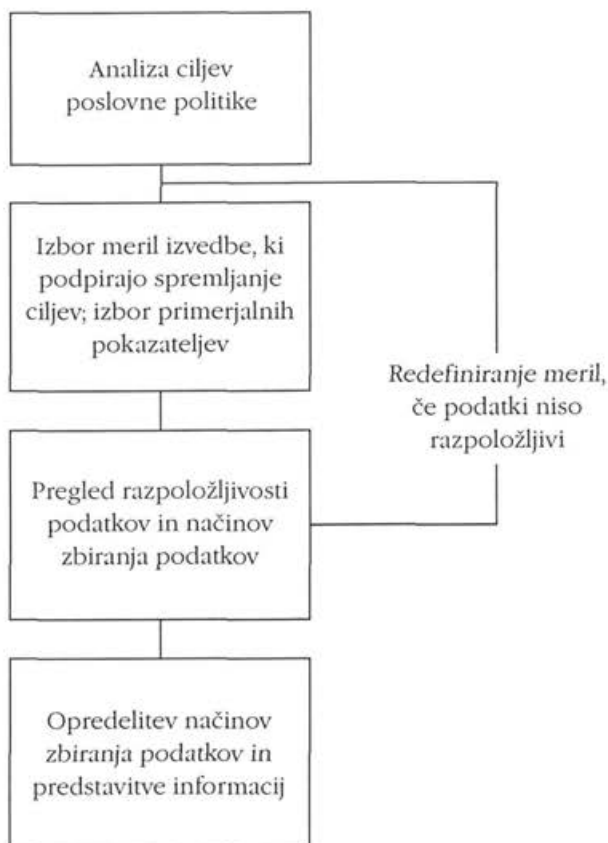 Analiza ciljev
poslovne politike
Izbor meril izvedbe, ki
podpirajo spremljanje
ciljev; izbor primerjalnih
pokazateljev
Redefiniranje meril,
če podatki niso
razpoložljivi
Pregled razpoložljivosti
podatkov in načinov
zbiranja podatkov
Opredelitev načinov
zbiranja podatkov in
predstavitve informacij